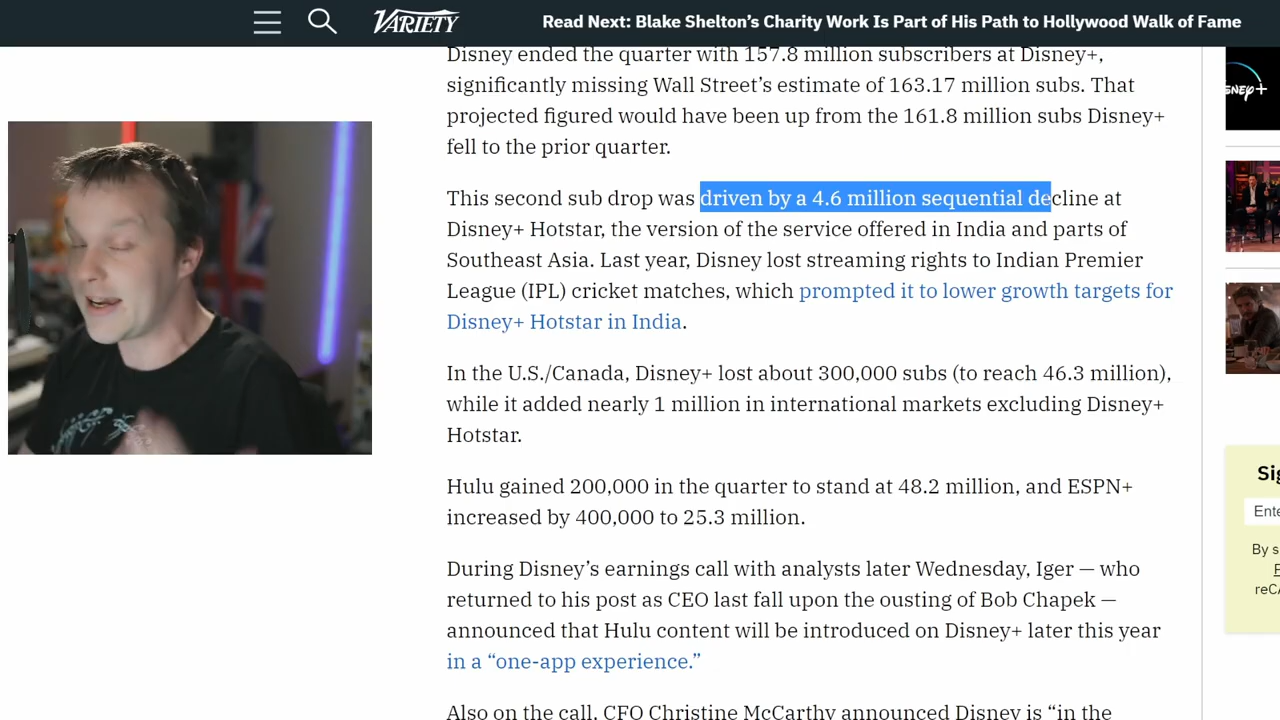 VARIETY
Read Next: Blake Shelton’s Charity Work Is Part of His Path to Hollywood Walk of Fame
Disney ended the quarter with 157.8 million subscribers at Disney+,
significantly missing Wall Street’s estimate of 163.17 million subs. That
projected figured would have been up from the 161.8 million subs Disney+
fell to the prior quarter.
This second sub drop was driven by a 4.6 million sequential decline at
Disney+ Hotstar, the version of the service offered in India and parts of
Southeast Asia. Last year, Disney lost streaming rights to Indian Premier
League (IPL) cricket matches, which prompted it to lower growth targets for
Disney+ Hotstar in India.
In the U.S./Canada, Disney+ lost about 300,000 subs (to reach 46.3 million),
while it added nearly 1 million in international markets excluding Disney+
Hotstar.
Hulu gained 200,000 in the quarter to stand at 48.2 million, and ESPN+
increased by 400,000 to 25.3 million.
During Disney’s earnings call with analysts later Wednesday, Iger — who
returned to his post as CEO last fall upon the ousting of Bob Chapek —
announced that Hulu content will be introduced on Disney+ later this year
in a “one-app experience.”
Also on the call, CFO Christine McCarthy announced Disney is “in the
SNEY+
Sig
Ente
By s
P
reCA